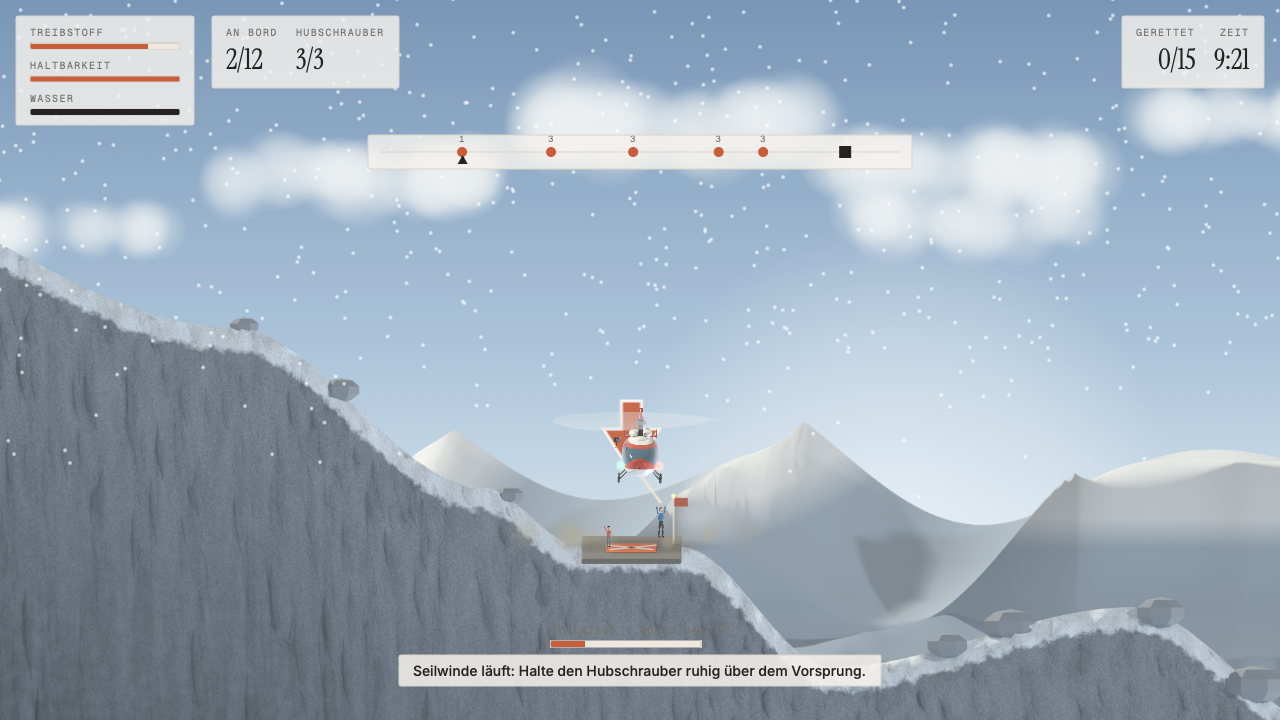 TREIBSTOFF
HALTBARKEIT
WASSER
AN BORD HUBSCHRAUBER
2/12 3/3
GERETTET ZEIT
0/15 9:21
1 3 3 3 3
Seilwinde läuft: Halte den Hubschrauber ruhig über dem Vorsprung.